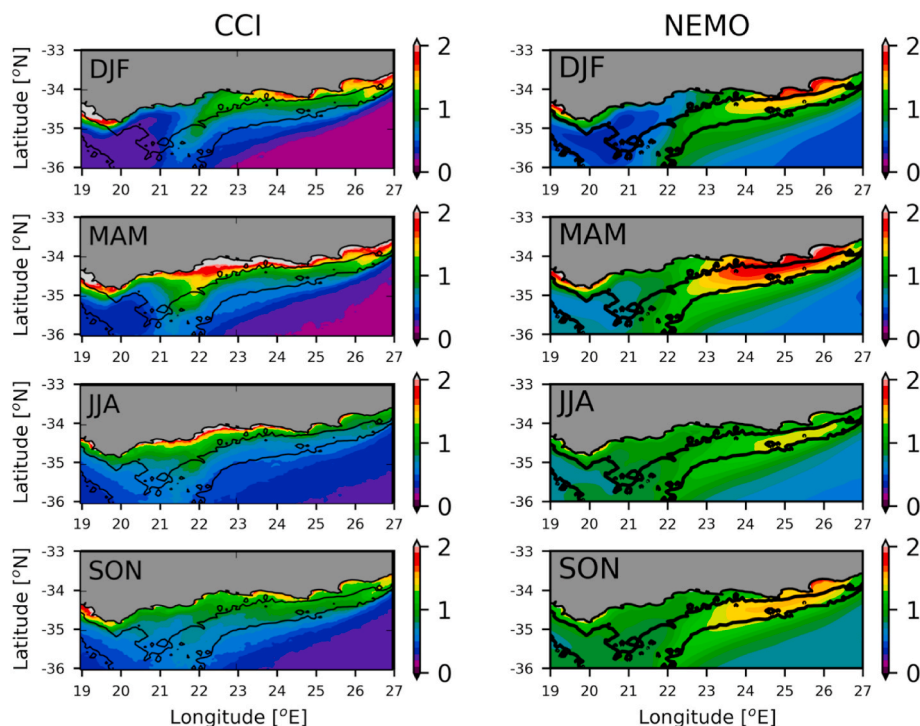 CCI NEMO
DJF DJF
Latitude [°N]
-33 -34 -35 -36
19 20 21 22 23 24 25 26 27
2 1 0
-33 -34 -35 -36
19 20 21 22 23 24 25 26 27
2 1 0
MAM MAM
Latitude [°N]
-33 -34 -35 -36
19 20 21 22 23 24 25 26 27
2 1 0
-33 -34 -35 -36
19 20 21 22 23 24 25 26 27
2 1 0
JJA JJA
Latitude [°N]
-33 -34 -35 -36
19 20 21 22 23 24 25 26 27
2 1 0
-33 -34 -35 -36
19 20 21 22 23 24 25 26 27
2 1 0
SON SON
Latitude [°N]
-33 -34 -35 -36
19 20 21 22 23 24 25 26 27
2 1 0
-33 -34 -35 -36
19 20 21 22 23 24 25 26 27
2 1 0
Longitude [°E] Longitude [°E]